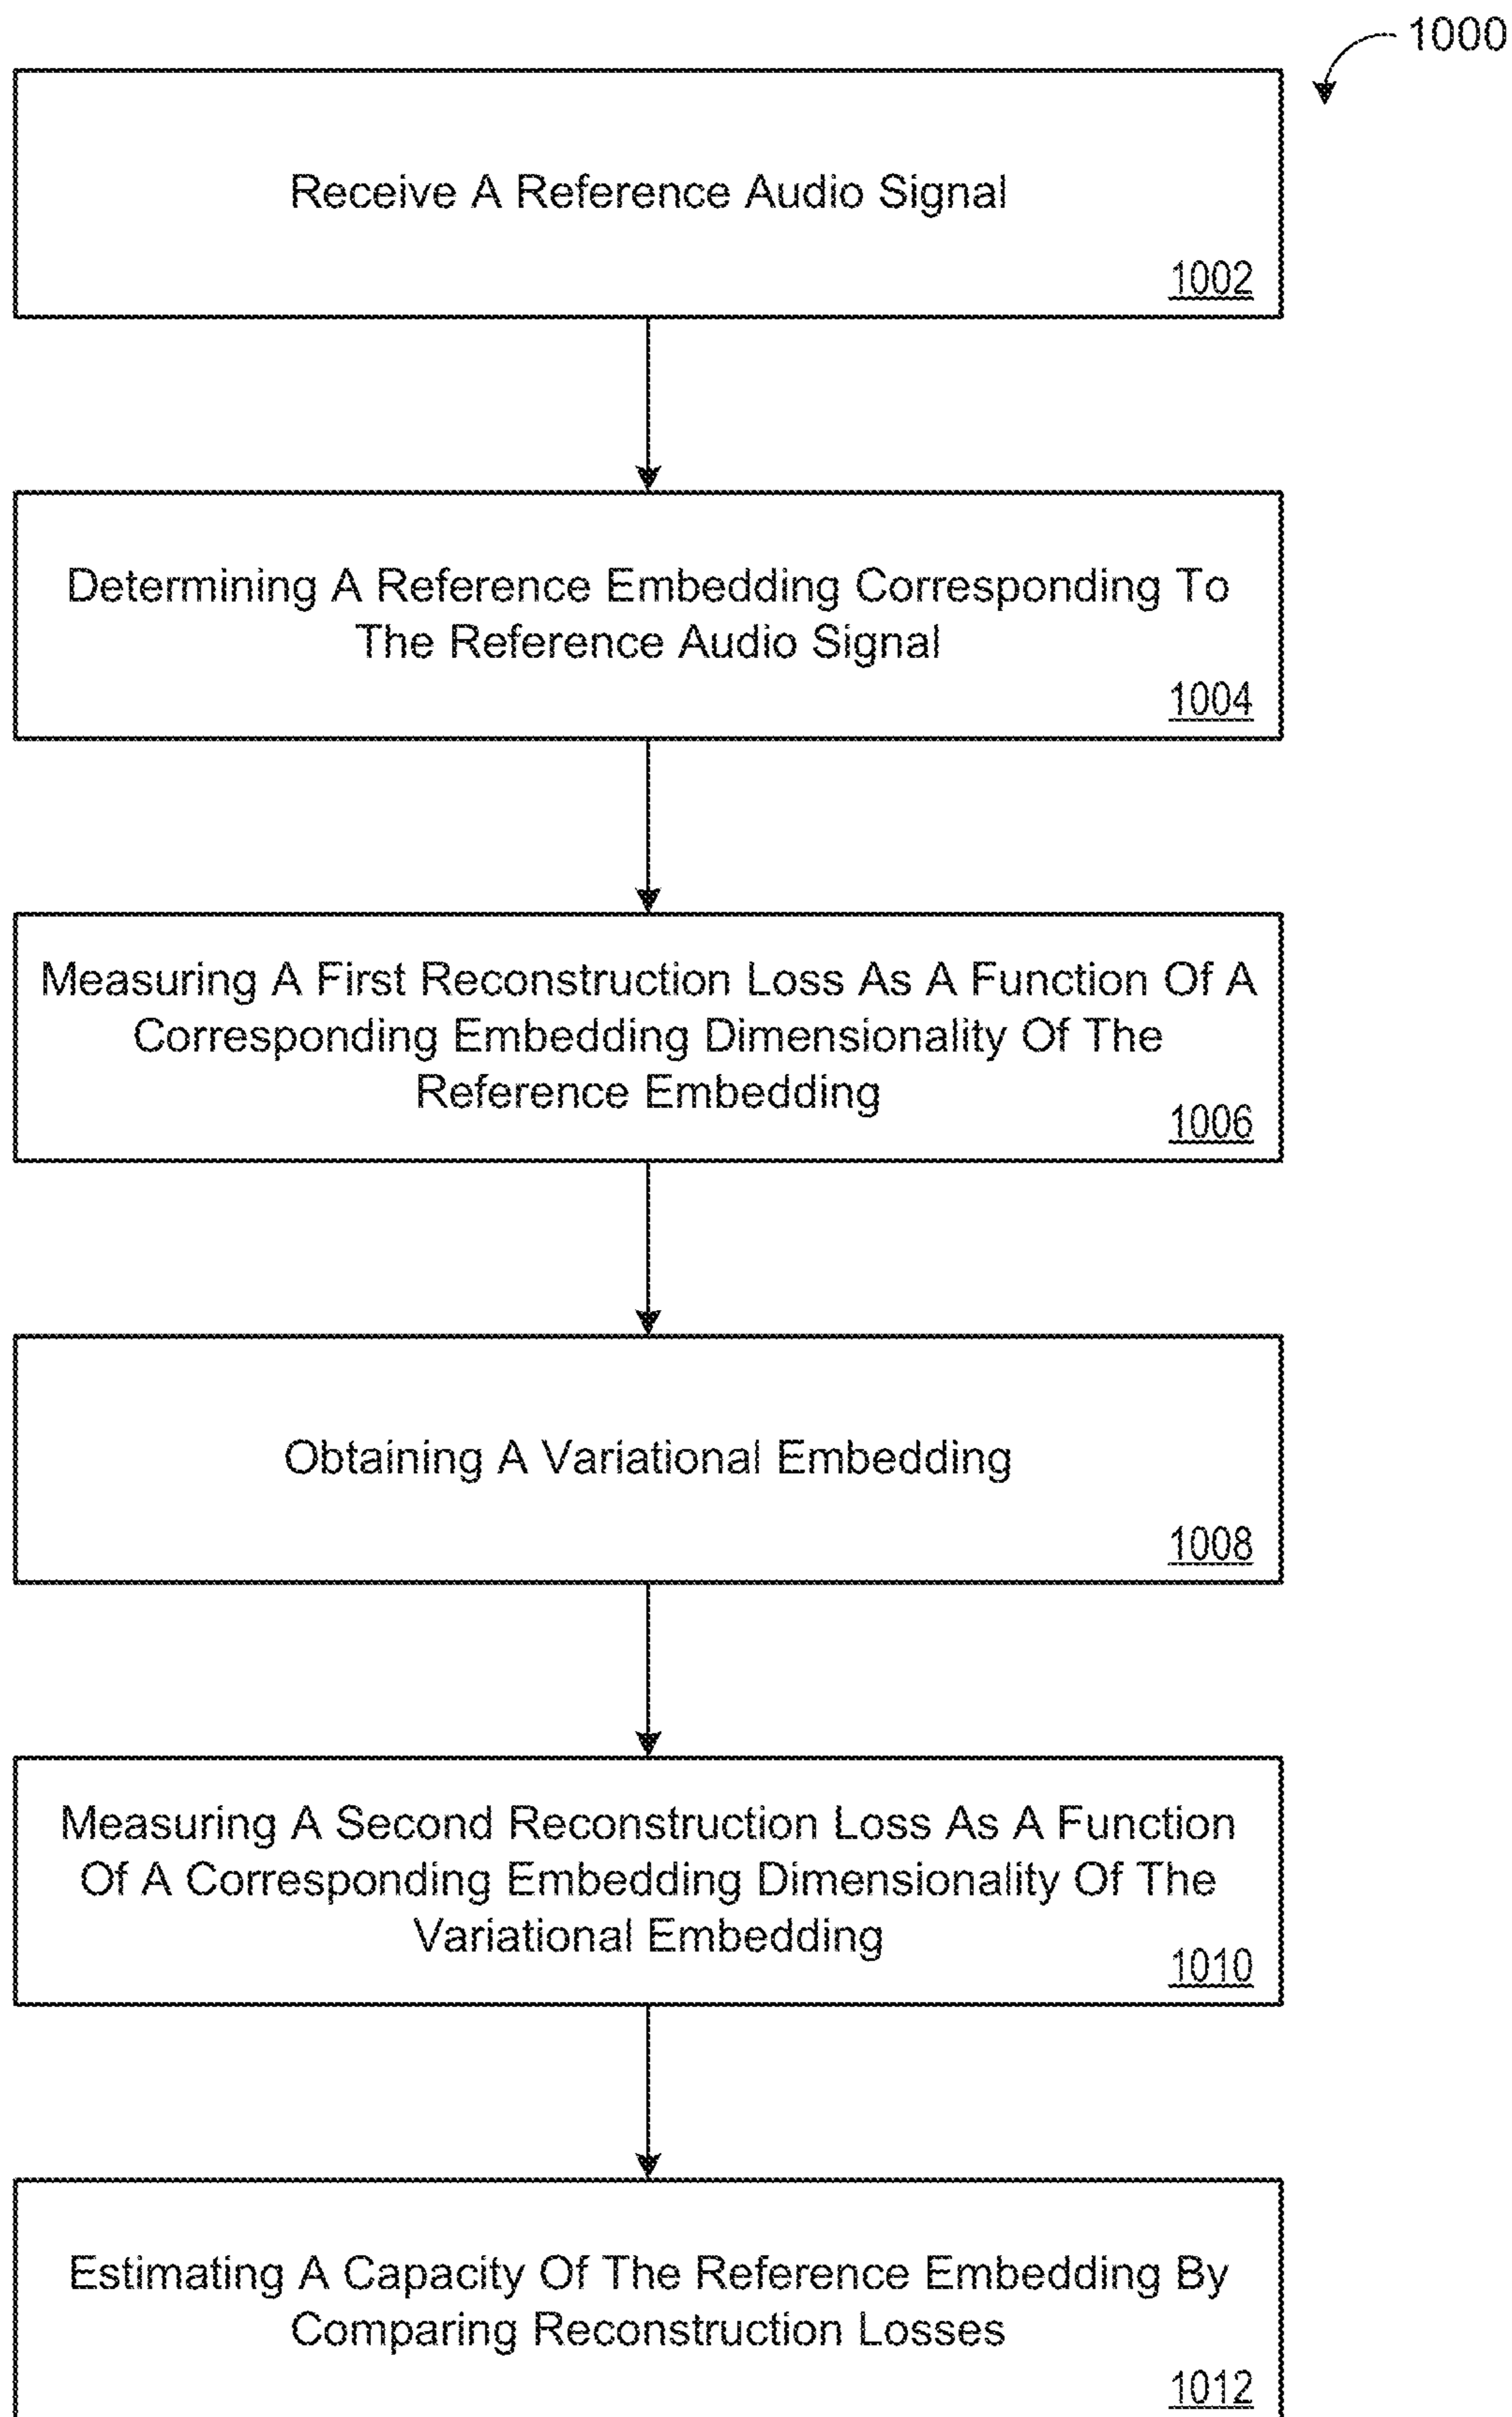 1000
Receive A Reference Audio Signal
1002
Determining A Reference Embedding Corresponding To
The Reference Audio Signal
1004
Measuring A First Reconstruction Loss As A Function Of A
Corresponding Embedding Dimensionality Of The
Reference Embedding
1006
Obtaining A Variational Embedding
1008
Measuring A Second Reconstruction Loss As A Function
Of A Corresponding Embedding Dimensionality Of The
Variational Embedding
1010
Estimating A Capacity Of The Reference Embedding By
Comparing Reconstruction Losses
1012